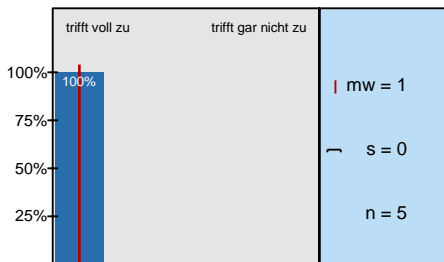 trifft voll zu trifft gar nicht zu
100%
100%
75%
50%
25%
mw = 1
s = 0
n = 5